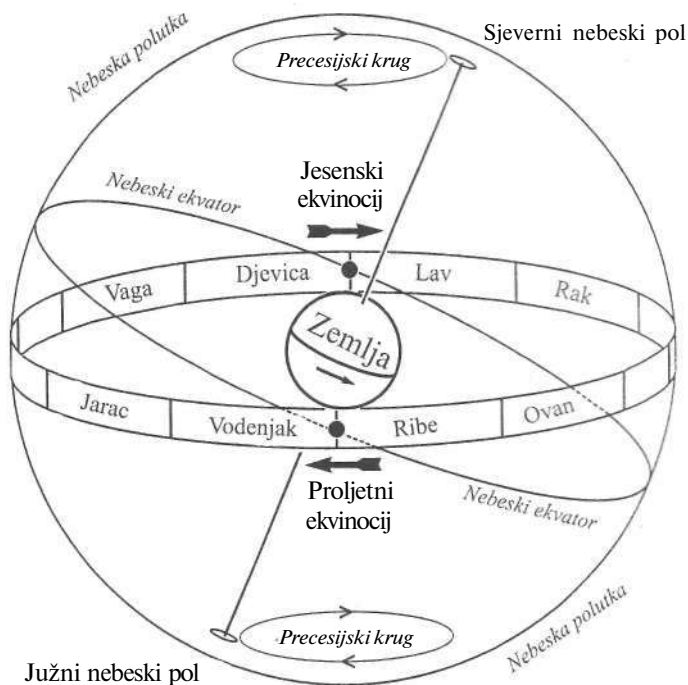 Sjeverni nebeski pol
Nebeska polutka
Precesijski krug
Nebeski ekvator
Jesenski
ekvinocij
Vaga
Djevica
Lav
Rak
Zemlja
Jarac
Vodenjak
Ribe
Ovan
Proljetni
ekvinocij
Nebeski ekvator
Precesijski krug
Nebeska polutka
Južni nebeski pol